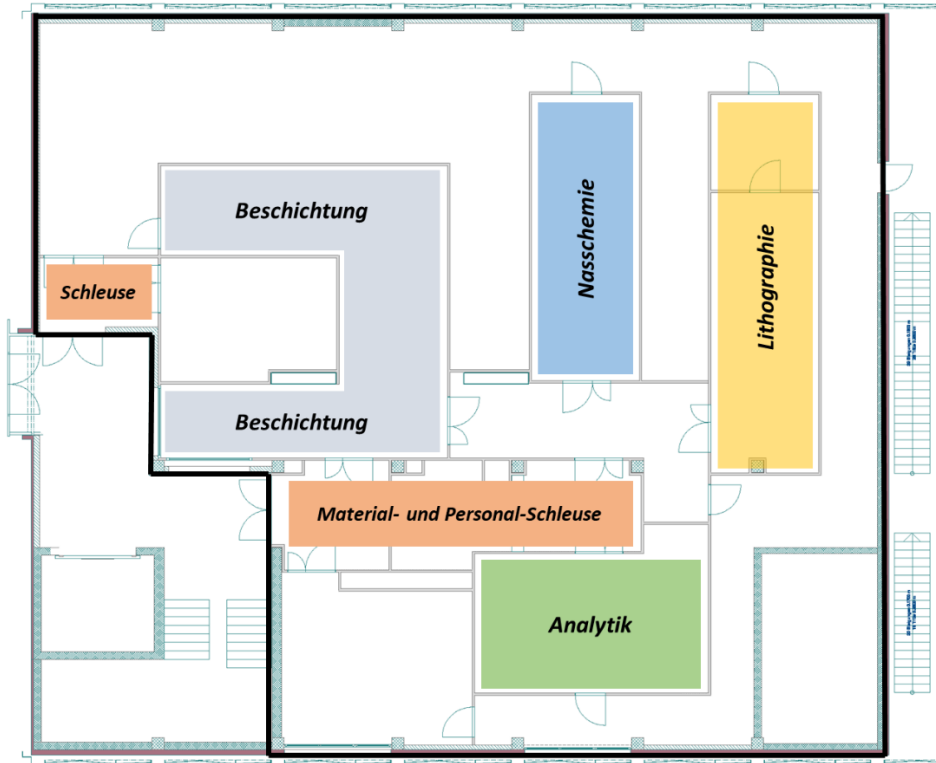 Beschichtung
Nasschemie
Lithographie
Schleuse
Beschichtung
Material- und Personal-Schleuse
Analytik